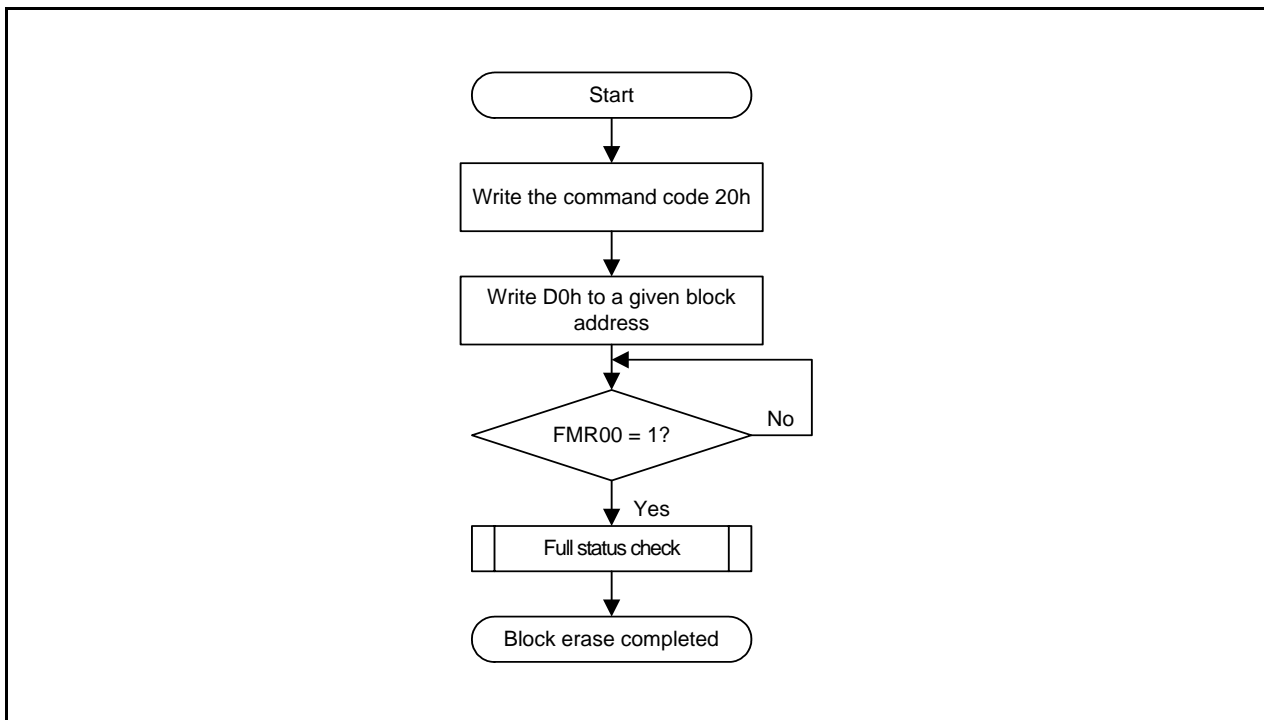 Start
Write the command code 20h
Write D0h to a given block
address
FMR00 = 1?
No
Yes
Full status check
Block erase completed